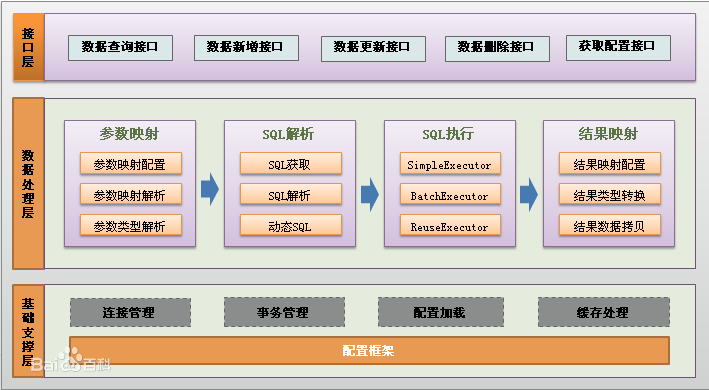 接口层
数据查询接口
数据新增接口
数据更新接口
数据删除接口
获取配置接口
数据处理层
参数映射
参数映射配置
参数映射解析
参数类型解析
SQL解析
SQL获取
SQL解析
动态SQL
SQL执行
SimpleExecutor
BatchExecutor
ReuseExecutor
结果映射
结果映射配置
结果类型转换
结果数据拷贝
基础支撑层
连接管理
事务管理
配置加载
缓存处理
配置框架
Bai百科